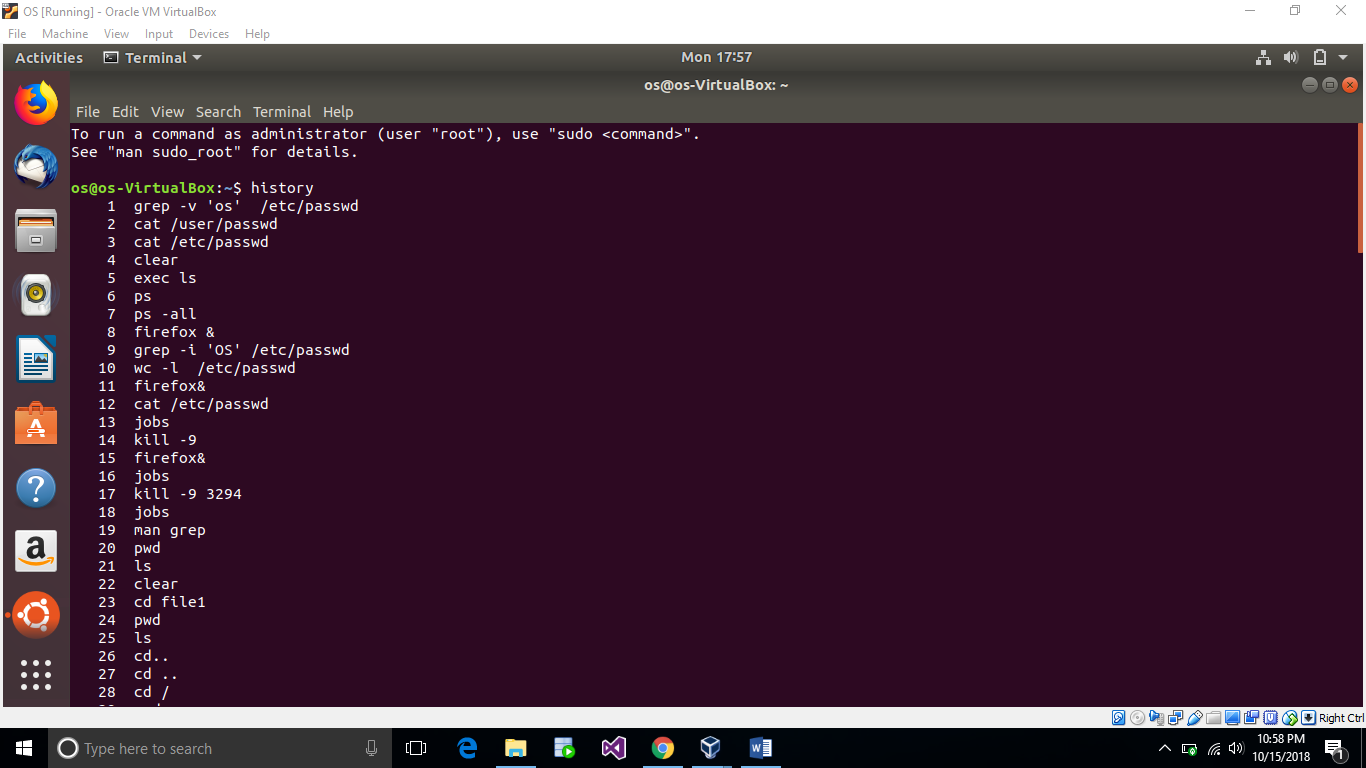 OS [Running] - Oracle VM VirtualBox
File Machine View Input Devices Help
Activities Terminal Mon 17:57
os@os-VirtualBox: ~
File Edit View Search Terminal Help
To run a command as administrator (user "root"), use "sudo <command>".
See "man sudo_root" for details.
os@os-VirtualBox:~$ history
1 grep -v 'os'  /etc/passwd
2 cat /user/passwd
3 cat /etc/passwd
4 clear
5 exec ls
6 ps
7 ps -all
8 firefox &
9 grep -i 'OS' /etc/passwd
10 wc -l  /etc/passwd
11 firefox&
12 cat /etc/passwd
13 jobs
14 kill -9
15 firefox&
16 jobs
17 kill -9 3294
18 jobs
19 man grep
20 pwd
21 ls
22 clear
23 cd file1
24 pwd
25 ls
26 cd..
27 cd ..
28 cd /
Right Ctrl
Type here to search
10:58 PM
10/15/2018
1